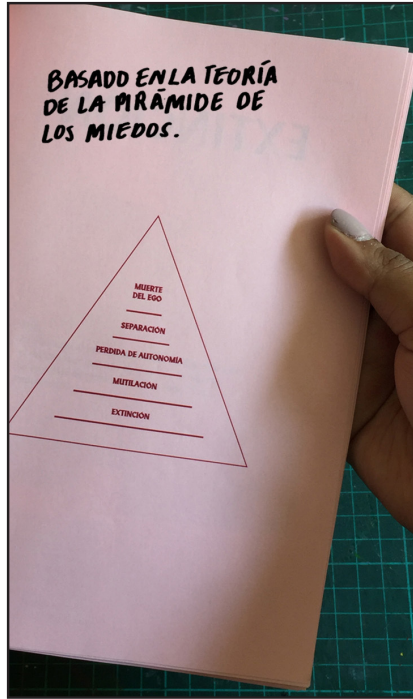 BASADO EN LA TEORÍA
DE LA PIRÁMIDE DE
LOS MIEDOS.
MUERTE
DEL EGO
SEPARACIÓN
PERDIDA DE AUTONOMÍA
MUTILACIÓN
EXTINCIÓN